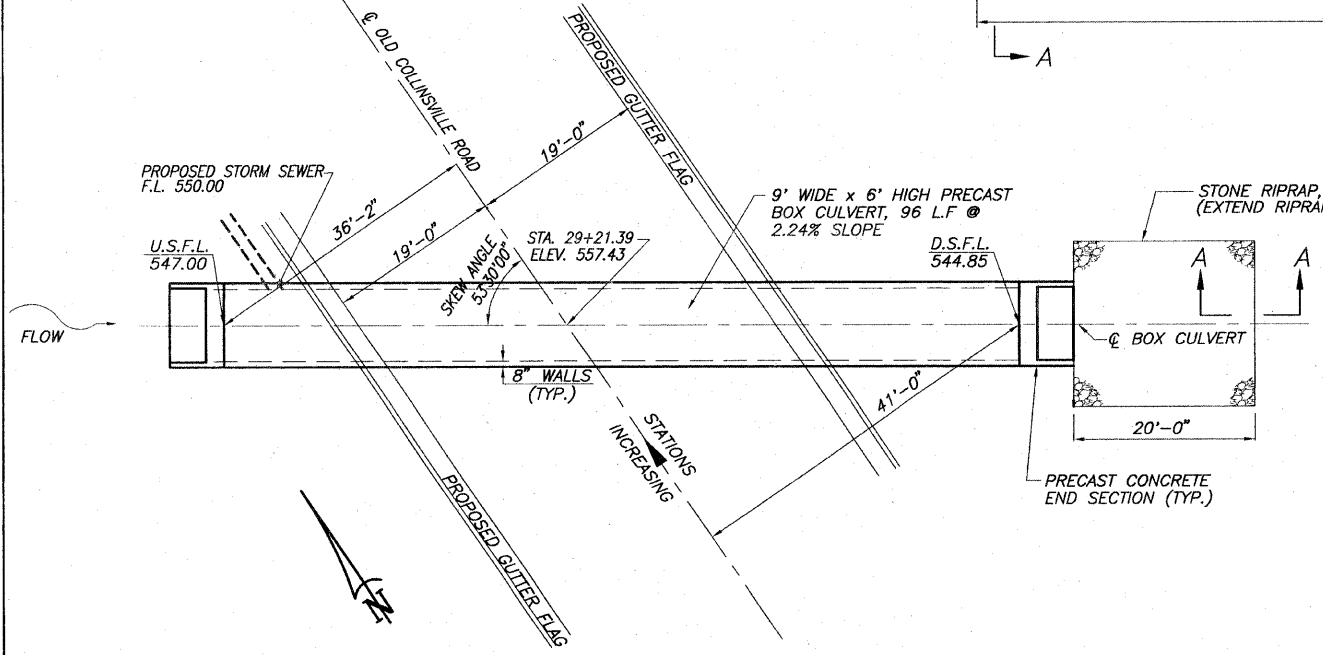 ℄ OLD COLLINSVILLE ROAD
PROPOSED GUTTER FLAG
A
19'-0"
PROPOSED STORM SEWER
F.L. 550.00
36'-2"
19'-0"
9' WIDE x 6' HIGH PRECAST
BOX CULVERT, 96 L.F @
2.24% SLOPE
STONE RIPRAP,
(EXTEND RIPRA
U.S.F.L.
547.00
SKEW ANGLE
53°30'00"
STA. 29+21.39
ELEV. 557.43
D.S.F.L.
544.85
A
A
FLOW
℄ BOX CULVERT
8" WALLS
(TYP.)
41'-0"
STATIONS
INCREASING
20'-0"
PROPOSED GUTTER FLAG
PRECAST CONCRETE
END SECTION (TYP.)
N